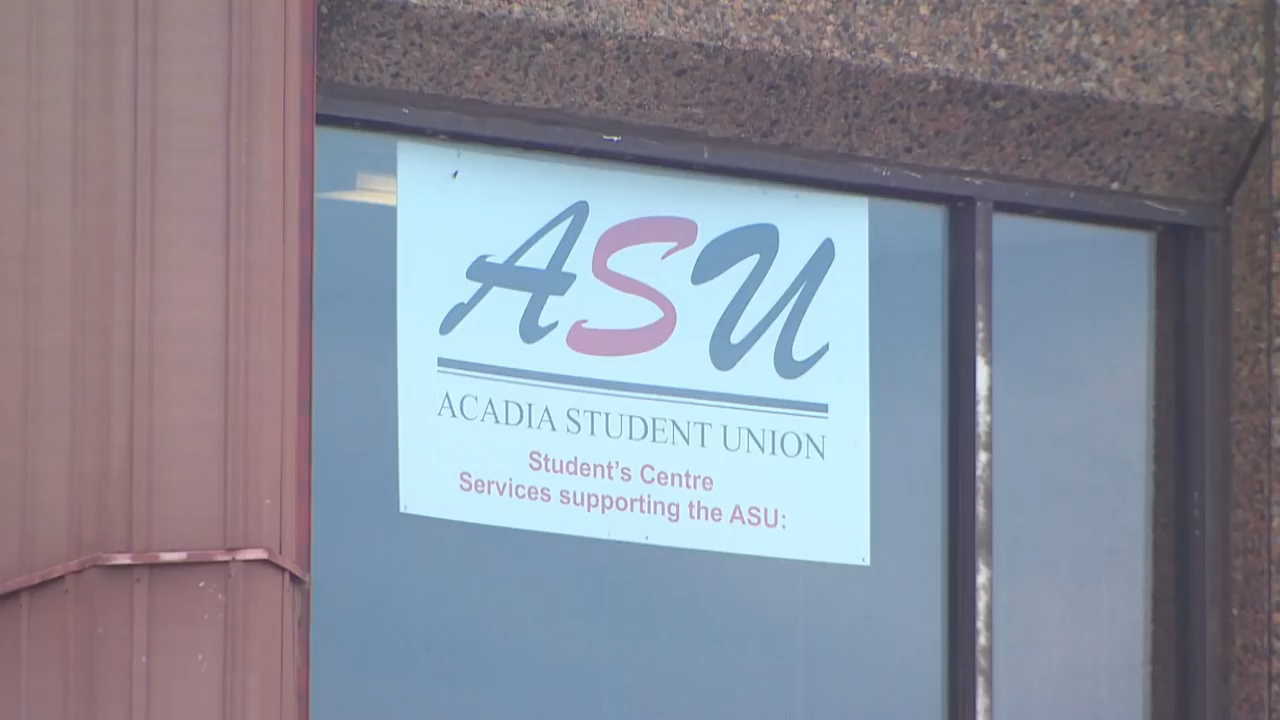 ASU
ACADIA STUDENT UNION
Student's Centre
Services supporting the ASU: